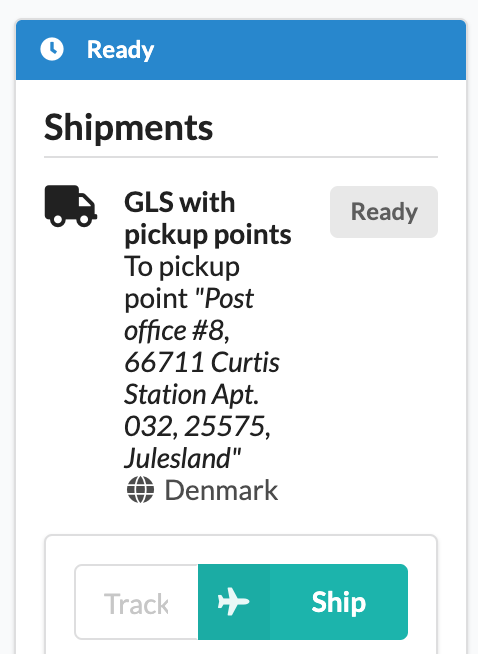 Ready
Shipments
GLS with
pickup points
Ready
To pickup
point "Post
office #8,
66711 Curtis
Station Apt.
032, 25575,
Julesland"
Denmark
Track
Ship